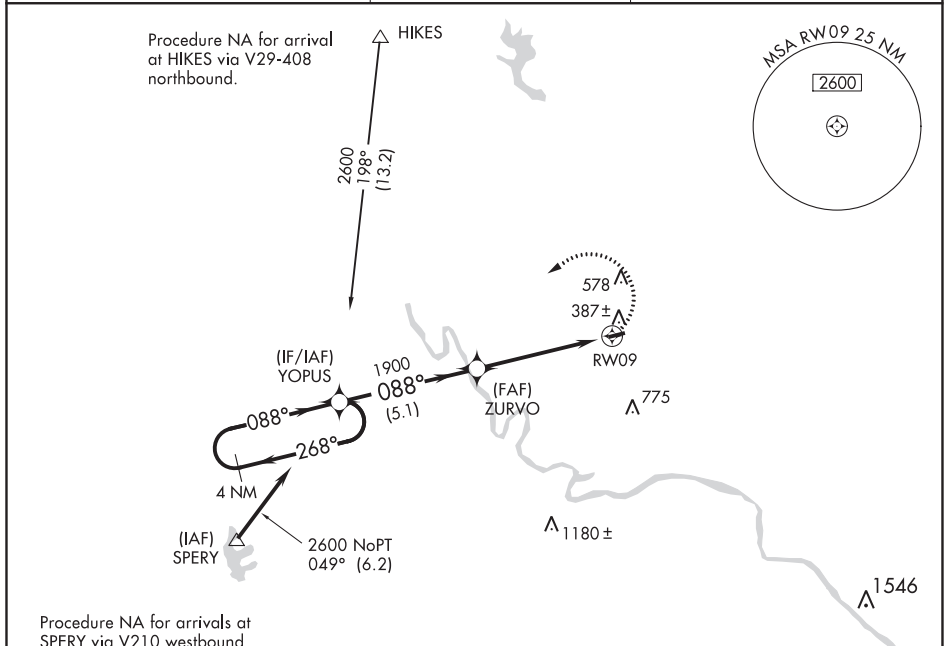 Procedure NA for arrival
at HIKES via V29-408
northbound.
HIKES
MSA RW09 25 NM
2600
2600
198°
(13.2)
578
387±
RW09
(IF/IAF)
YOPUS
1900
088°
(5.1)
(FAF)
ZURVO
775
088°
268°
4 NM
(IAF)
SPERY
2600 NoPT
049° (6.2)
1180±
1546
Procedure NA for arrivals at
SPERY via V210 westbound